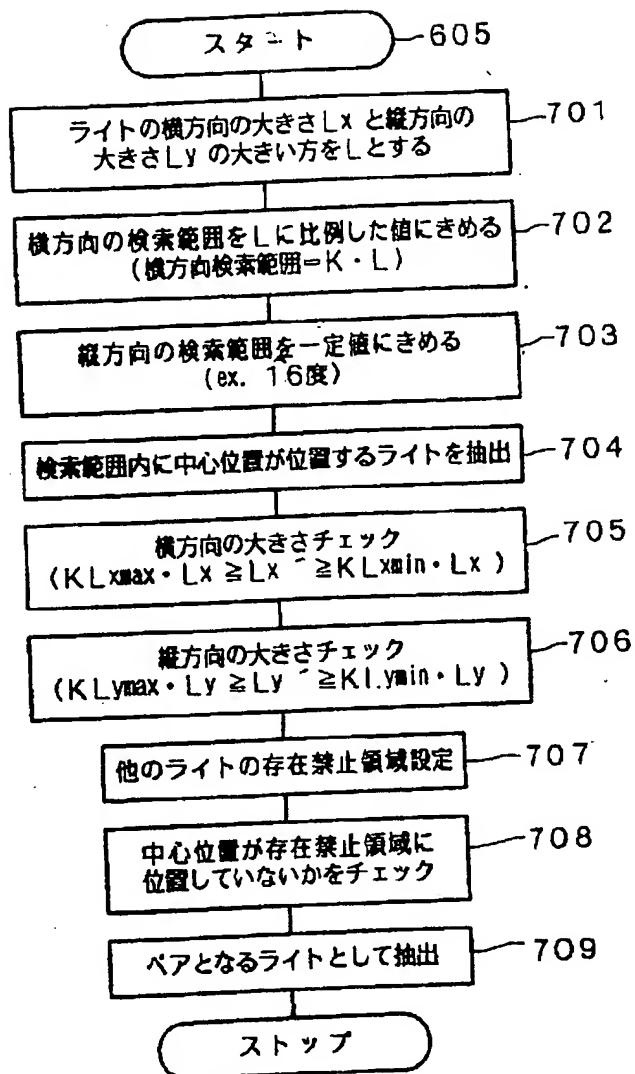 スタート
605
ライトの横方向の大きさLxと縦方向の
大きさLyの大きい方をLとする
701
横方向の検索範囲をLに比例した値にきめる
(横方向検索範囲=K・L)
702
縦方向の検索範囲を一定値にきめる
(ex. 16度)
703
検索範囲内に中心位置が位置するライトを抽出
704
横方向の大きさチェック
(KLxmax・Lx≧Lx´≧KLxmin・Lx)
705
縦方向の大きさチェック
(KLymax・Ly≧Ly´≧KLymin・Ly)
706
他のライトの存在禁止領域設定
707
中心位置が存在禁止領域に
位置していないかをチェック
708
ペアとなるライトとして抽出
709
ストップ